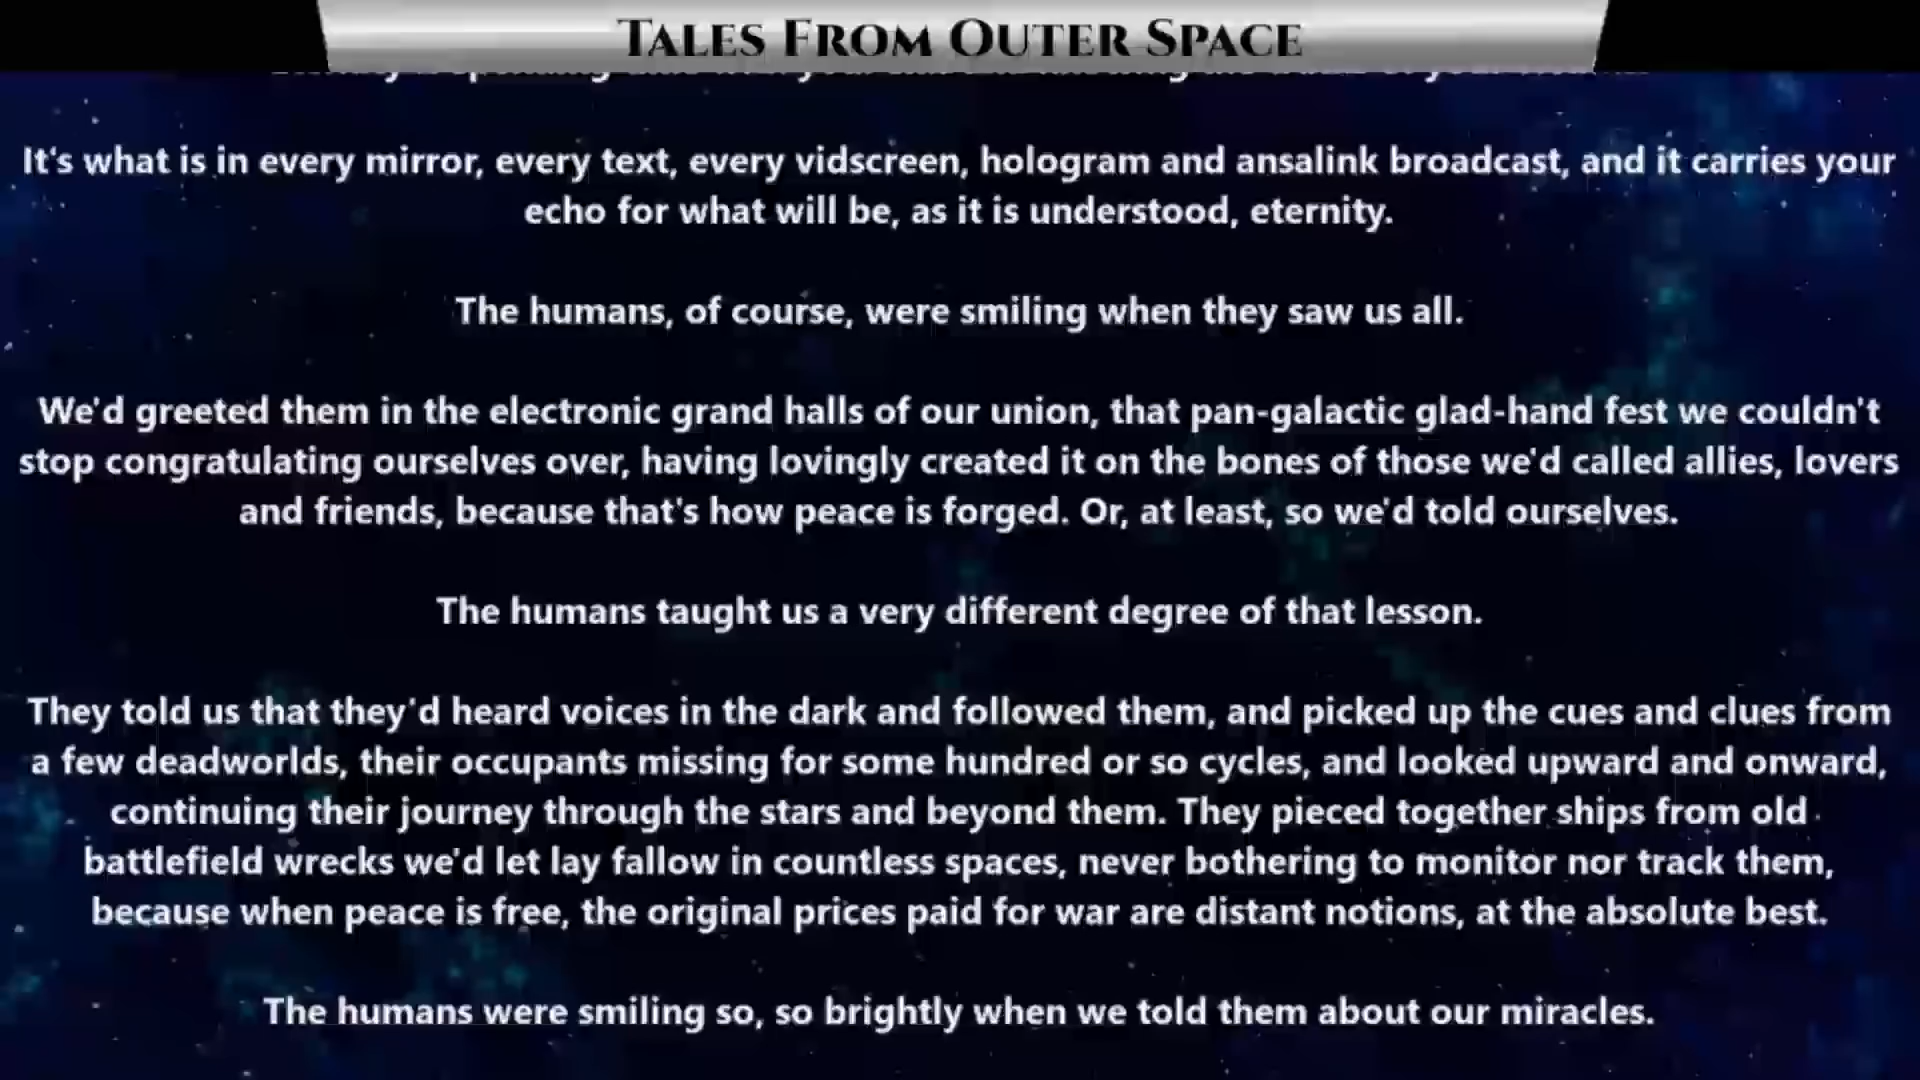 Tales From Outer Space
It's what is in every mirror, every text, every vidscreen, hologram and ansalink broadcast, and it carries your
echo for what will be, as it is understood, eternity.
The humans, of course, were smiling when they saw us all.
We'd greeted them in the electronic grand halls of our union, that pan-galactic glad-hand fest we couldn't
stop congratulating ourselves over, having lovingly created it on the bones of those we'd called allies, lovers
and friends, because that's how peace is forged. Or, at least, so we'd told ourselves.
The humans taught us a very different degree of that lesson.
They told us that they'd heard voices in the dark and followed them, and picked up the cues and clues from
a few deadworlds, their occupants missing for some hundred or so cycles, and looked upward and onward,
continuing their journey through the stars and beyond them. They pieced together ships from old
battlefield wrecks we'd let lay fallow in countless spaces, never bothering to monitor nor track them,
because when peace is free, the original prices paid for war are distant notions, at the absolute best.
The humans were smiling so, so brightly when we told them about our miracles.